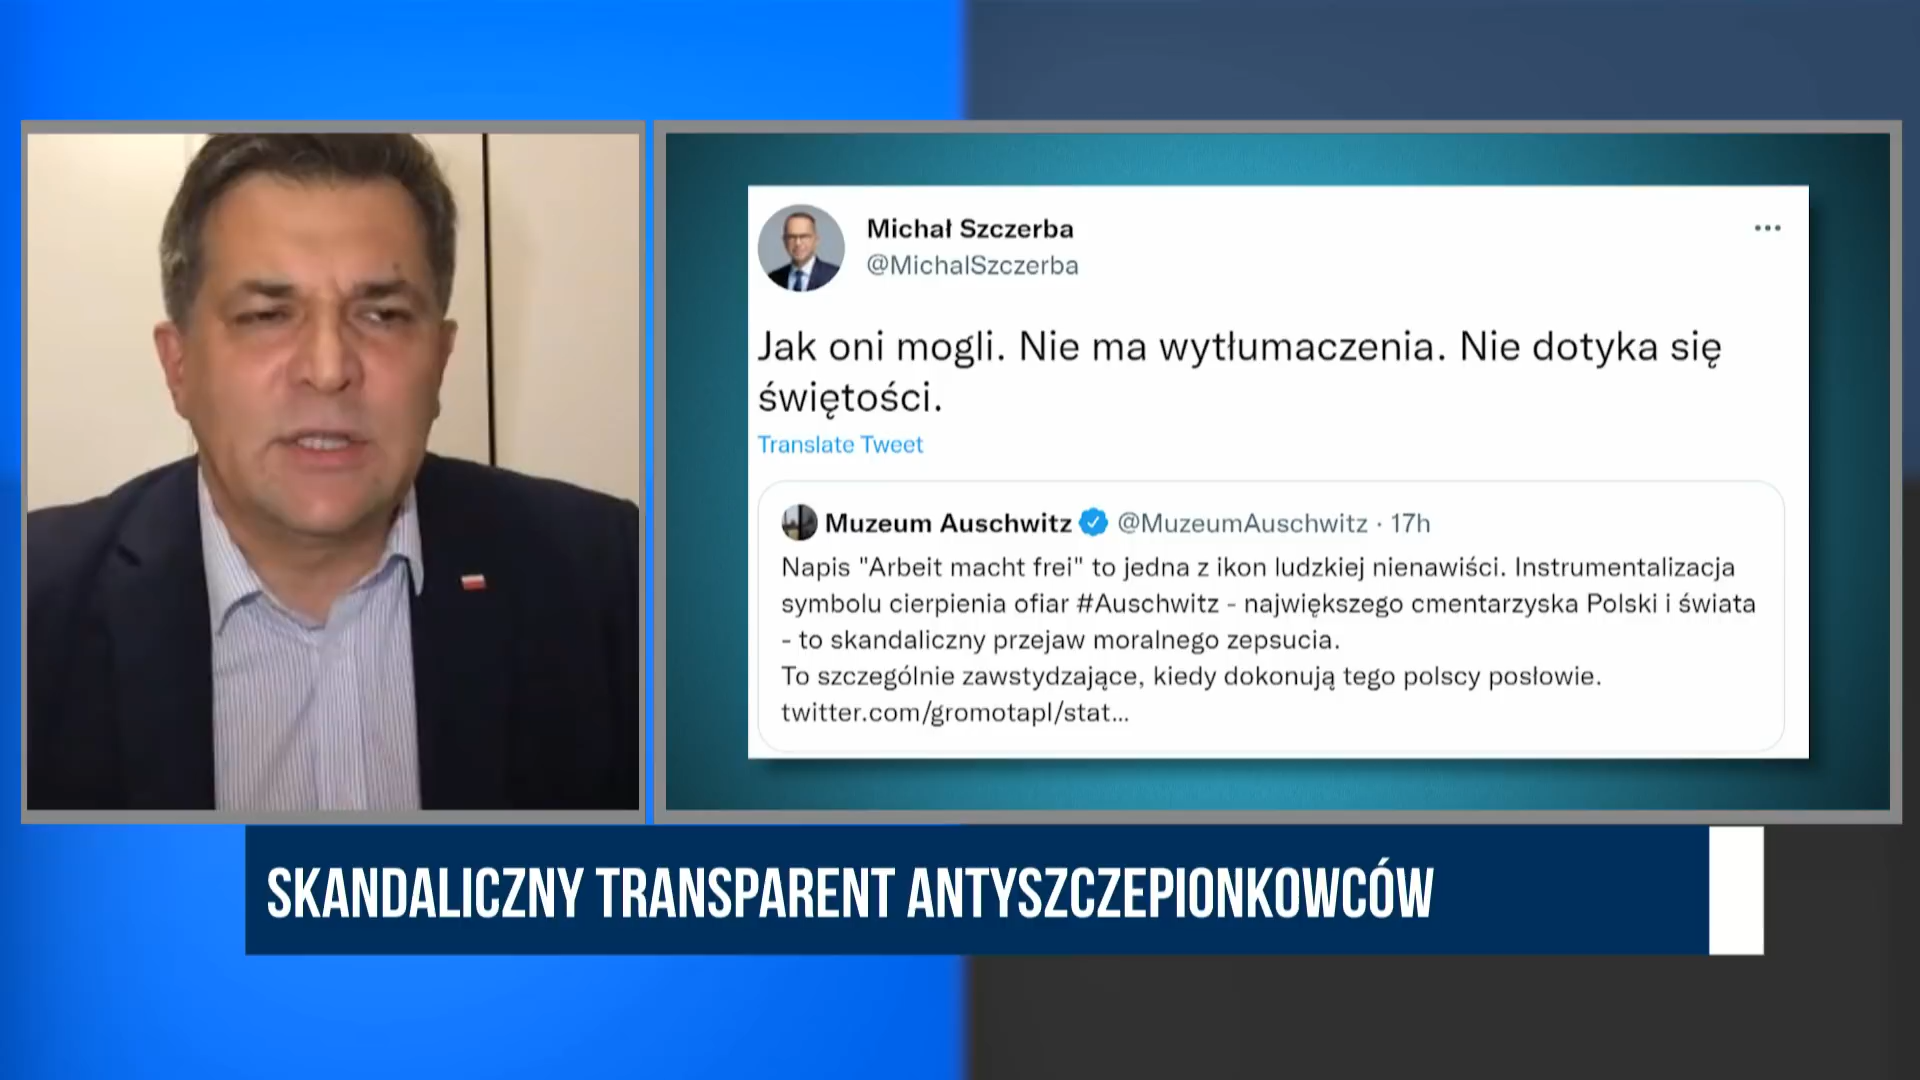 Michał Szczerba
@MichalSzczerba
Jak oni mogli. Nie ma wytłumaczenia. Nie dotyka się
świętości.
Translate Tweet
Muzeum Auschwitz @MuzeumAuschwitz · 17h
Napis "Arbeit macht frei" to jedna z ikon ludzkiej nienawiści. Instrumentalizacja
symbolu cierpienia ofiar #Auschwitz - największego cmentarzyska Polski i świata
- to skandaliczny przejaw moralnego zepsucia.
To szczególnie zawstydzające, kiedy dokonują tego polscy posłowie.
twitter.com/gromotapl/stat...
SKANDALICZNY TRANSPARENT ANTYSZCZEPIONKOWCÓW